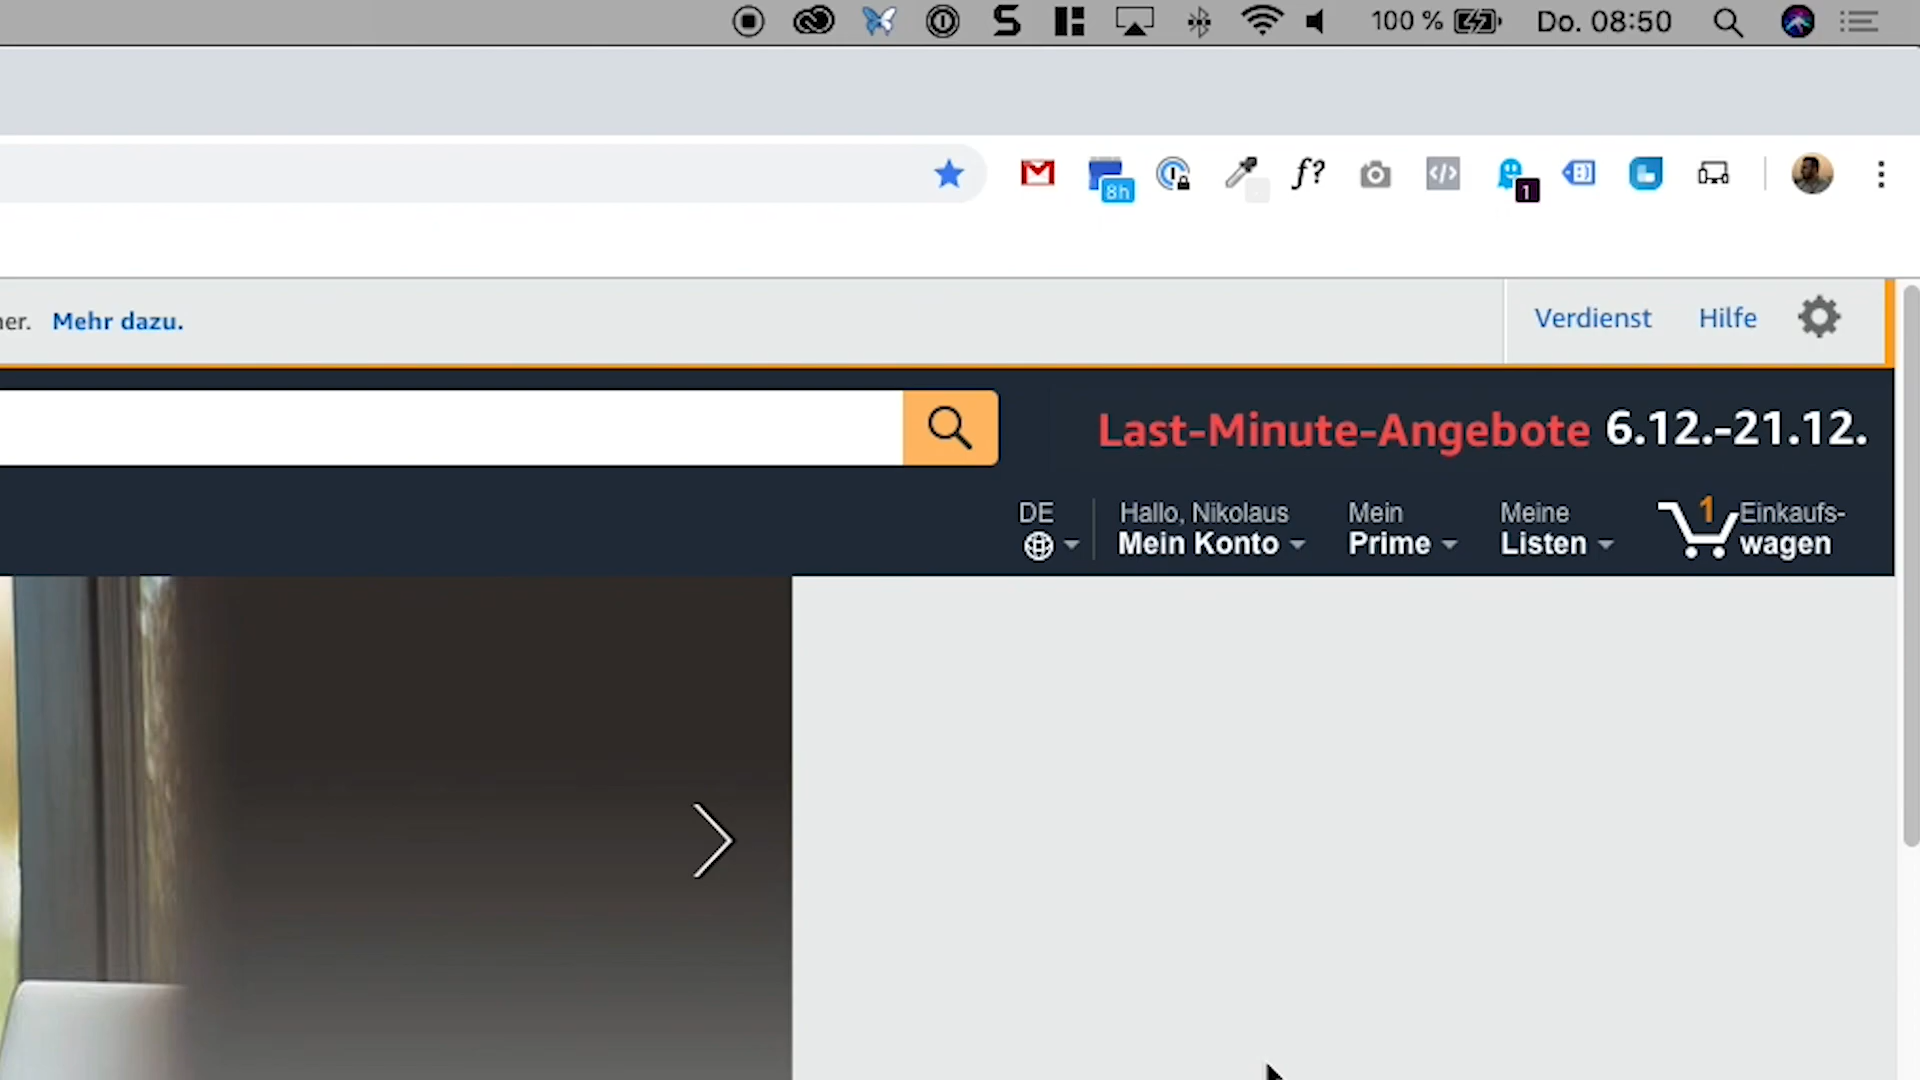 100 % Do. 08:50
8h f? </> 1
her. Mehr dazu. Verdienst Hilfe
Last-Minute-Angebote 6.12.-21.12.
DE Hallo, Nikolaus Mein Meine 1 Einkaufs-
Mein Konto Prime Listen wagen